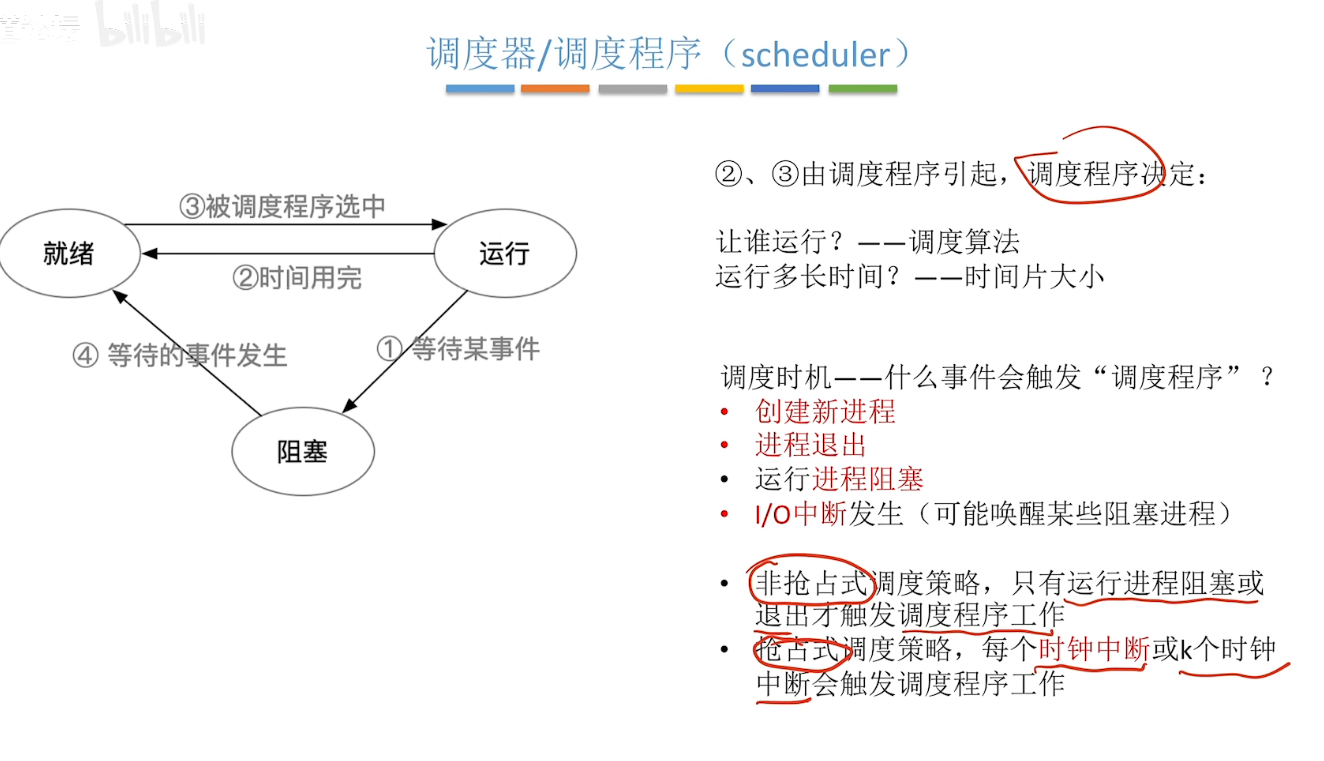 bilibili
调度器/调度程序（scheduler）
②、③由调度程序引起，调度程序决定：
让谁运行？——调度算法
运行多长时间？——时间片大小
③被调度程序选中
就绪
运行
②时间用完
④ 等待的事件发生
① 等待某事件
阻塞
调度时机——什么事件会触发“调度程序”？
• 创建新进程
• 进程退出
• 运行进程阻塞
• I/O中断发生（可能唤醒某些阻塞进程）
• 非抢占式调度策略，只有运行进程阻塞或
退出才触发调度程序工作
• 抢占式调度策略，每个时钟中断或k个时钟
中断会触发调度程序工作